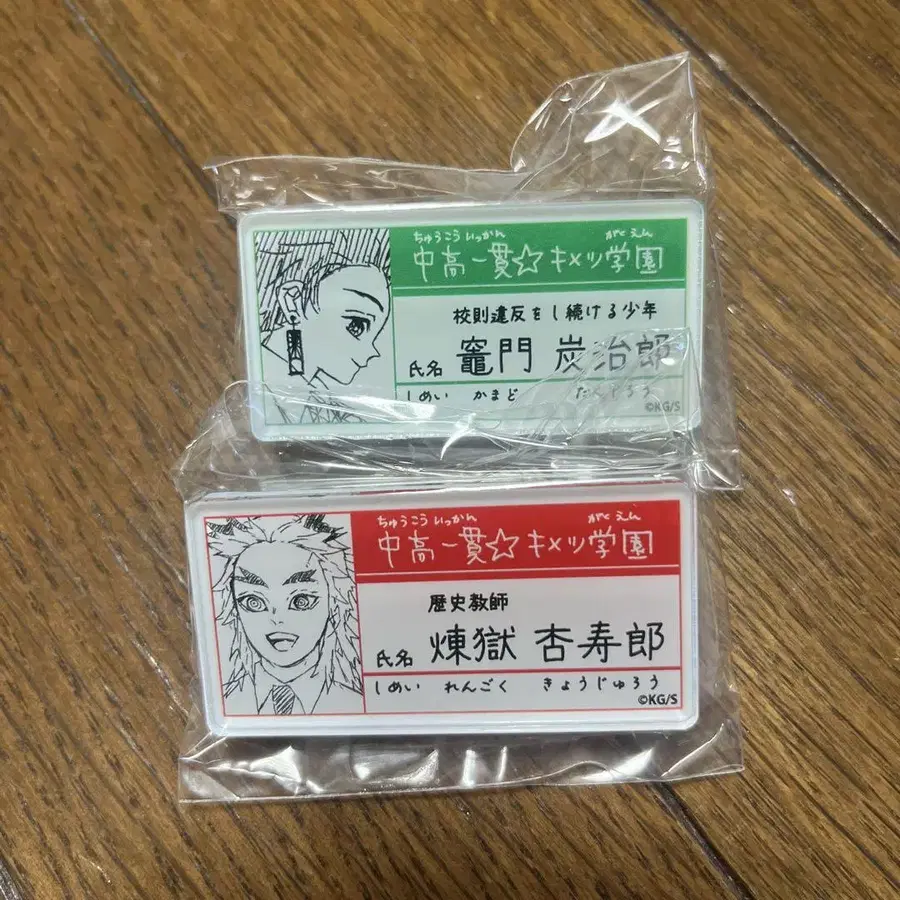 ちゅうこう いっかん がくえん
中高一貫☆キメツ学園
校則違反をし続ける少年
氏名 竈門 炭治郎
しめい かまど たんじろう
©KG/S
ちゅうこう いっかん がくえん
中高一貫☆キメツ学園
歴史教師
氏名 煉獄 杏寿郎
しめい れんごく きょうじゅろう
©KG/S